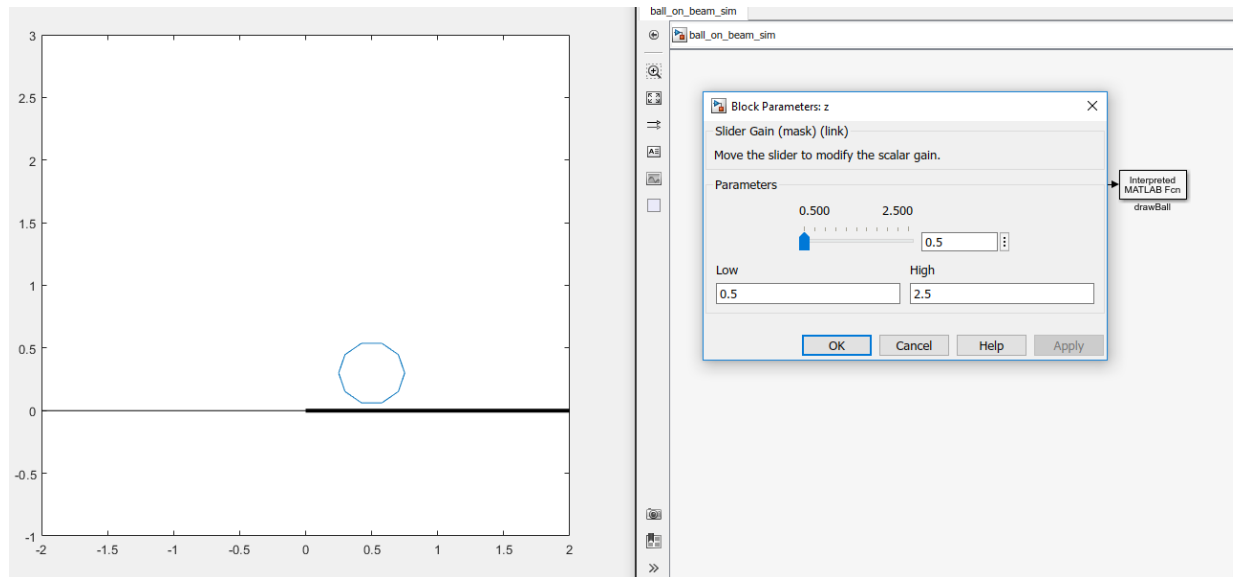 3
2.5
2
1.5
1
0.5
0
-0.5
-1
-2
-1.5
-1
-0.5
0
0.5
1
1.5
2
ball_on_beam_sim
ball_on_beam_sim
Block Parameters: z
Slider Gain (mask) (link)
Move the slider to modify the scalar gain.
Parameters
0.500 2.500
0.5
Low High
0.5 2.5
OK Cancel Help Apply
Interpreted
MATLAB Fcn
drawBall